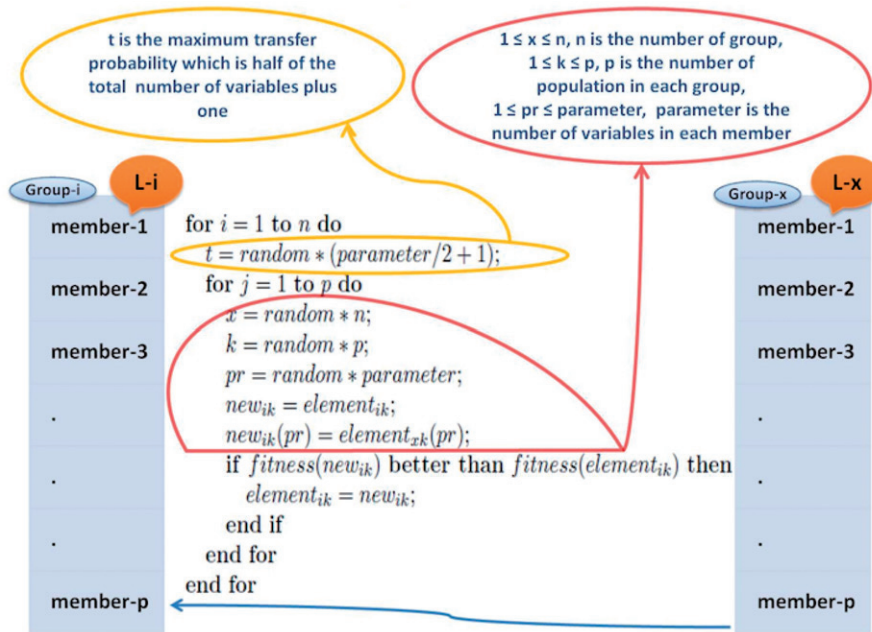 t is the maximum transfer
probability which is half of the
total number of variables plus
one
1 ≤ x ≤ n, n is the number of group,
1 ≤ k ≤ p, p is the number of
population in each group,
1 ≤ pr ≤ parameter, parameter is the
number of variables in each member
Group-i
L-i
member-1
member-2
member-3
.
.
.
member-p
for i = 1 to n do
t = random * (parameter/2 + 1);
for j = 1 to p do
x = random * n;
k = random * p;
pr = random * parameter;
new_ik = element_ik;
new_ik(pr) = element_xk(pr);
if fitness(new_ik) better than fitness(element_ik) then
element_ik = new_ik;
end if
end for
end for
Group-x
L-x
member-1
member-2
member-3
.
.
.
member-p